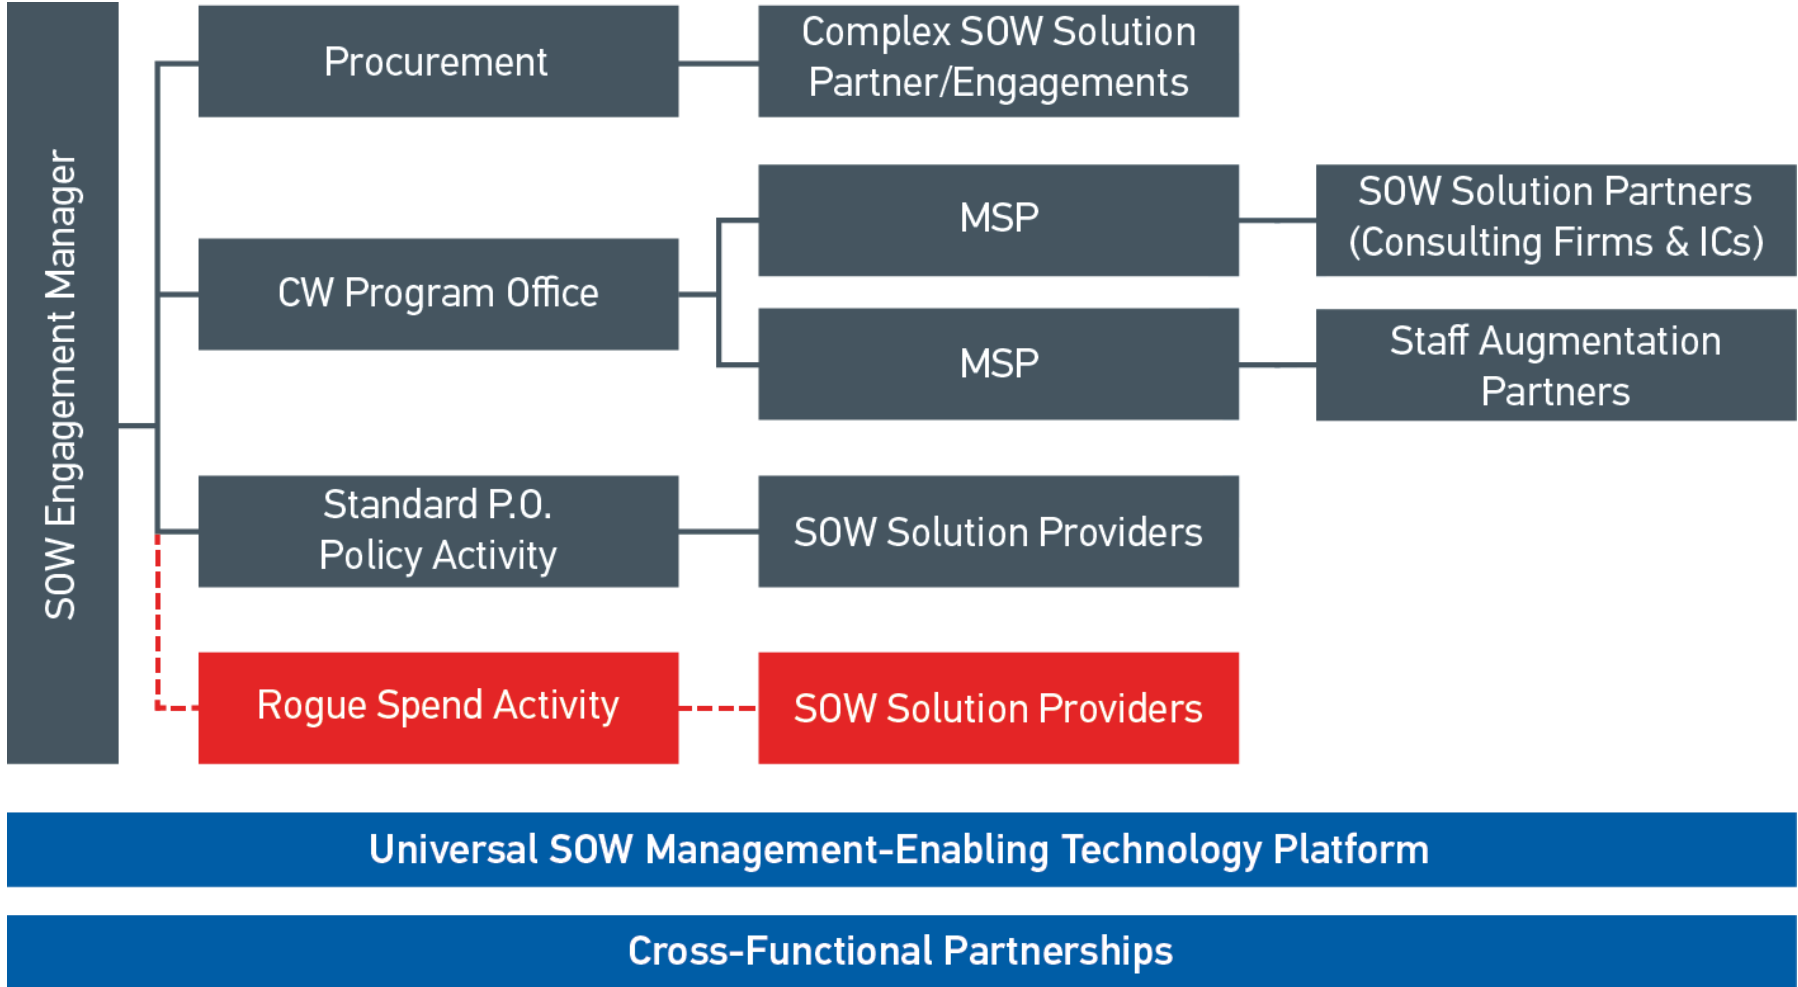 SOW Engagement Manager
Procurement
Complex SOW Solution
Partner/Engagements
CW Program Office
MSP
SOW Solution Partners
(Consulting Firms & ICs)
MSP
Staff Augmentation
Partners
Standard P.O.
Policy Activity
SOW Solution Providers
Rogue Spend Activity
SOW Solution Providers
Universal SOW Management-Enabling Technology Platform
Cross-Functional Partnerships